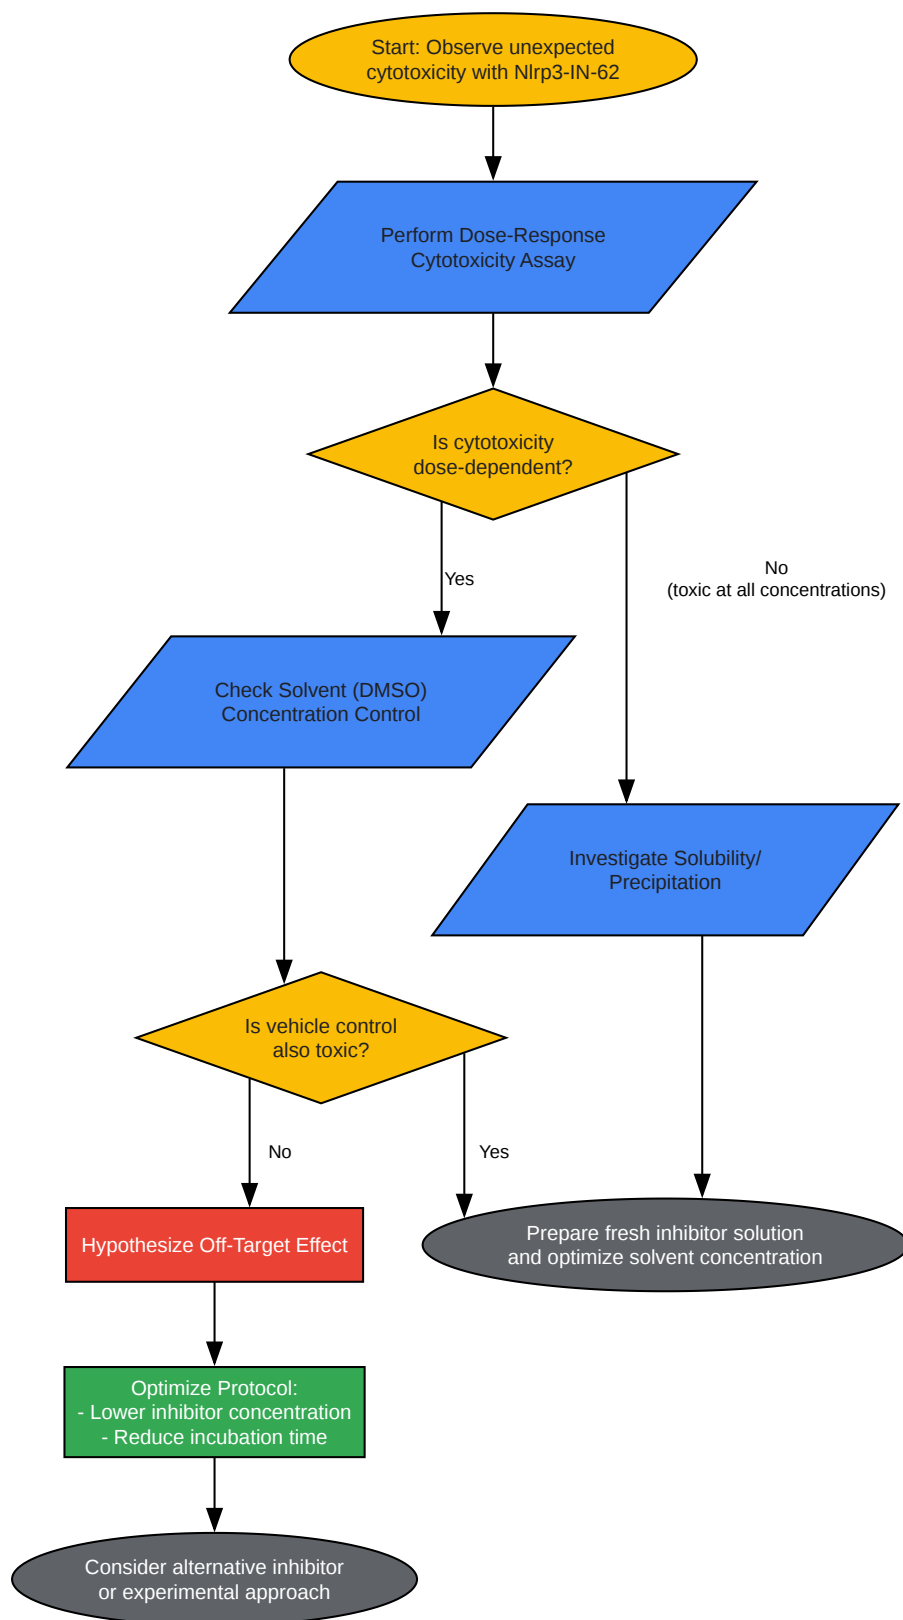 Start: Observe unexpected
cytotoxicity with Nlrp3-IN-62
Perform Dose-Response
Cytotoxicity Assay
Is cytotoxicity
dose-dependent?
Yes
No
(toxic at all concentrations)
Check Solvent (DMSO)
Concentration Control
Investigate Solubility/
Precipitation
Is vehicle control
also toxic?
No
Yes
Hypothesize Off-Target Effect
Prepare fresh inhibitor solution
and optimize solvent concentration
Optimize Protocol:
- Lower inhibitor concentration
- Reduce incubation time
Consider alternative inhibitor
or experimental approach